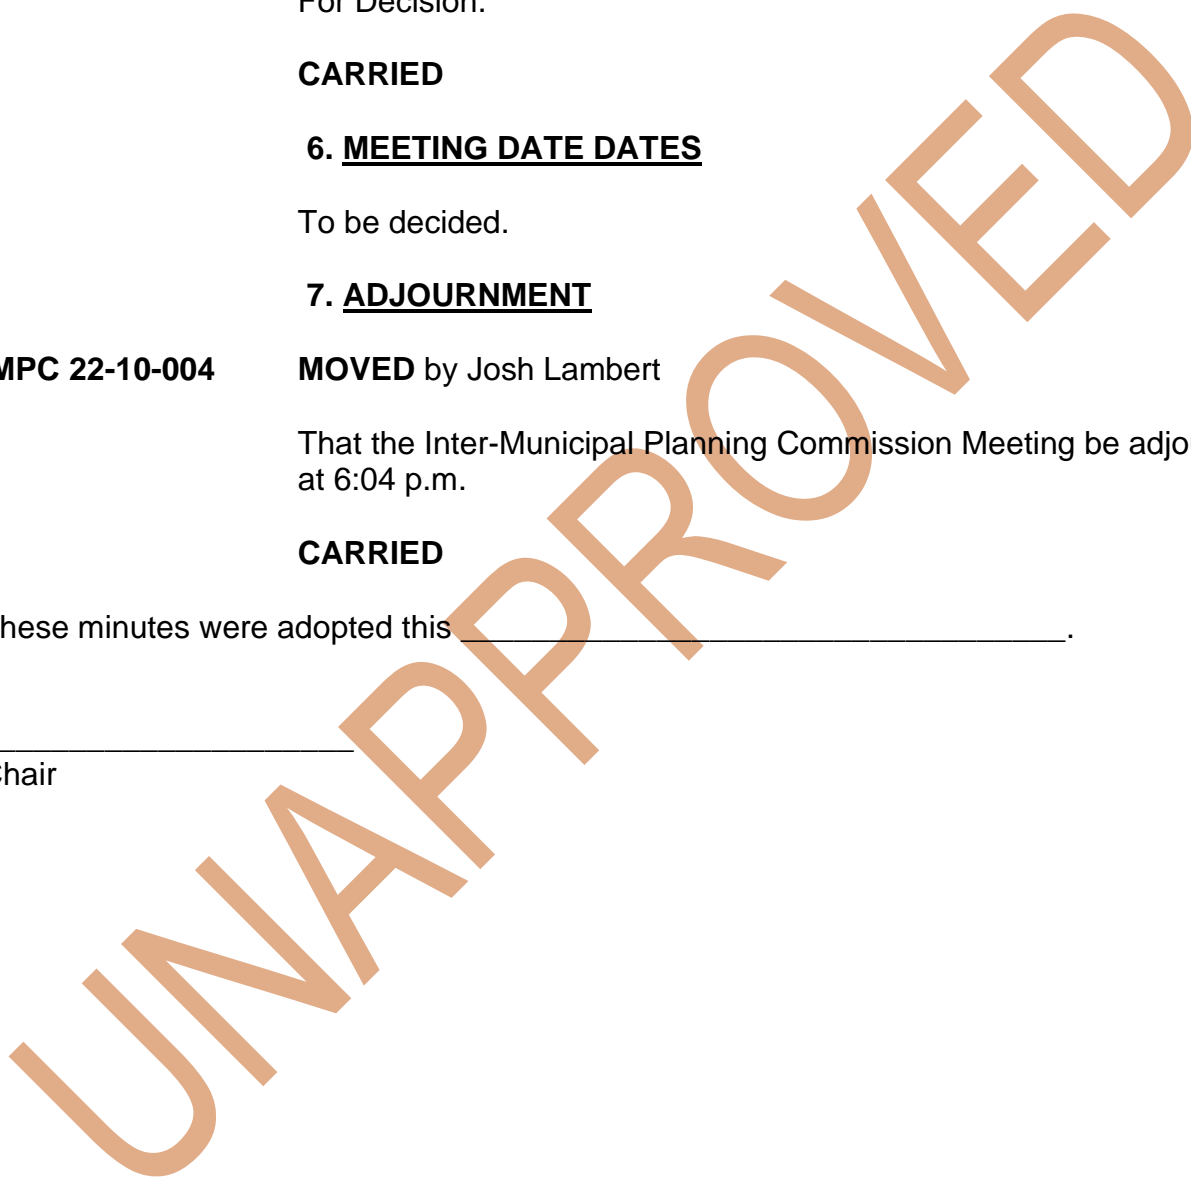 For Decision.
CARRIED
6. MEETING DATE DATES
To be decided.
7. ADJOURNMENT
MPC 22-10-004 MOVED by Josh Lambert
That the Inter-Municipal Planning Commission Meeting be adjo
at 6:04 p.m.
CARRIED
hese minutes were adopted this __________________________________.
____________________
Chair
UNAPPROVED